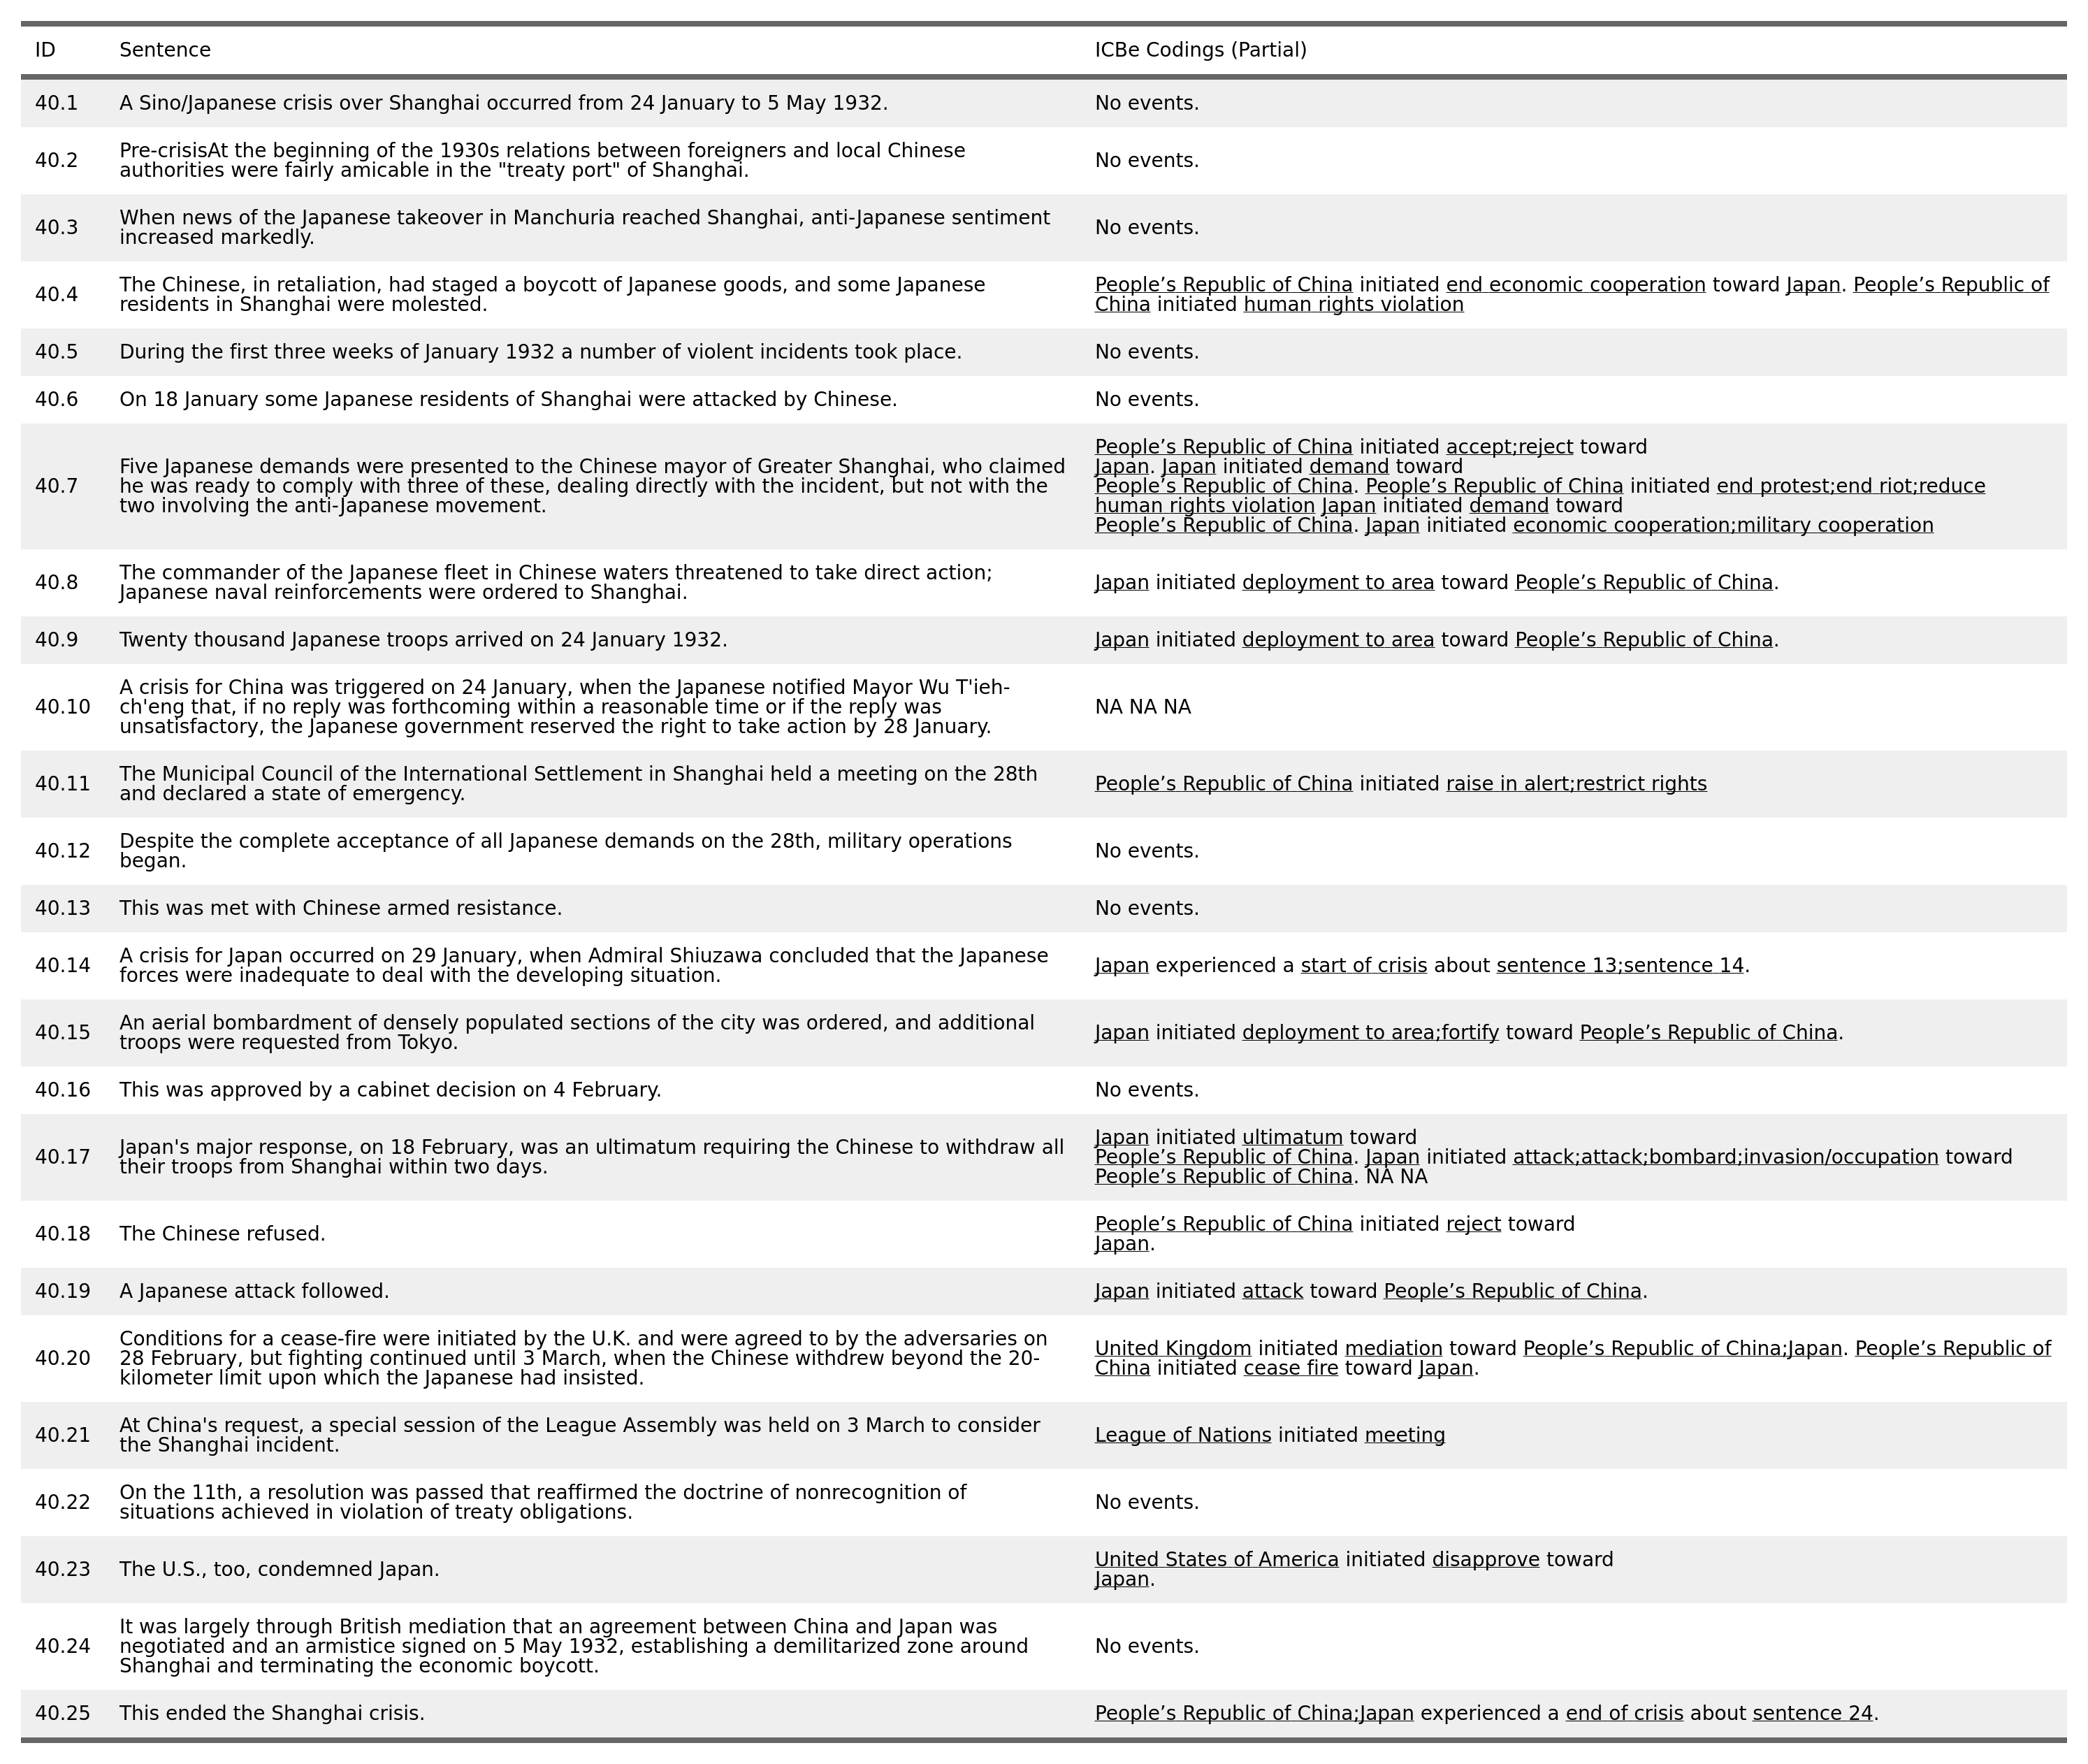 ID Sentence ICBe Codings (Partial)
40.1 A Sino/Japanese crisis over Shanghai occurred from 24 January to 5 May 1932. No events.
40.2 Pre-crisisAt the beginning of the 1930s relations between foreigners and local Chinese
authorities were fairly amicable in the "treaty port" of Shanghai.
No events.
40.3 When news of the Japanese takeover in Manchuria reached Shanghai, anti-Japanese sentiment
increased markedly.
No events.
40.4 The Chinese, in retaliation, had staged a boycott of Japanese goods, and some Japanese
residents in Shanghai were molested.
People’s Republic of China initiated end economic cooperation toward Japan. People’s Republic of
China initiated human rights violation
40.5 During the first three weeks of January 1932 a number of violent incidents took place. No events.
40.6 On 18 January some Japanese residents of Shanghai were attacked by Chinese. No events.
40.7 Five Japanese demands were presented to the Chinese mayor of Greater Shanghai, who claimed
he was ready to comply with three of these, dealing directly with the incident, but not with the
two involving the anti-Japanese movement.
People’s Republic of China initiated accept;reject toward
Japan. Japan initiated demand toward
People’s Republic of China. People’s Republic of China initiated end protest;end riot;reduce
human rights violation Japan initiated demand toward
People’s Republic of China. Japan initiated economic cooperation;military cooperation
40.8 The commander of the Japanese fleet in Chinese waters threatened to take direct action;
Japanese naval reinforcements were ordered to Shanghai.
Japan initiated deployment to area toward People’s Republic of China.
40.9 Twenty thousand Japanese troops arrived on 24 January 1932. Japan initiated deployment to area toward People’s Republic of China.
40.10 A crisis for China was triggered on 24 January, when the Japanese notified Mayor Wu T'ieh-
ch'eng that, if no reply was forthcoming within a reasonable time or if the reply was
unsatisfactory, the Japanese government reserved the right to take action by 28 January.
NA NA NA
40.11 The Municipal Council of the International Settlement in Shanghai held a meeting on the 28th
and declared a state of emergency.
People’s Republic of China initiated raise in alert;restrict rights
40.12 Despite the complete acceptance of all Japanese demands on the 28th, military operations
began.
No events.
40.13 This was met with Chinese armed resistance. No events.
40.14 A crisis for Japan occurred on 29 January, when Admiral Shiuzawa concluded that the Japanese
forces were inadequate to deal with the developing situation.
Japan experienced a start of crisis about sentence 13;sentence 14.
40.15 An aerial bombardment of densely populated sections of the city was ordered, and additional
troops were requested from Tokyo.
Japan initiated deployment to area;fortify toward People’s Republic of China.
40.16 This was approved by a cabinet decision on 4 February. No events.
40.17 Japan's major response, on 18 February, was an ultimatum requiring the Chinese to withdraw all
their troops from Shanghai within two days.
Japan initiated ultimatum toward
People’s Republic of China. Japan initiated attack;attack;bombard;invasion/occupation toward
People’s Republic of China. NA NA
40.18 The Chinese refused.
People’s Republic of China initiated reject toward
Japan.
40.19 A Japanese attack followed. Japan initiated attack toward People’s Republic of China.
40.20 Conditions for a cease-fire were initiated by the U.K. and were agreed to by the adversaries on
28 February, but fighting continued until 3 March, when the Chinese withdrew beyond the 20-
kilometer limit upon which the Japanese had insisted.
United Kingdom initiated mediation toward People’s Republic of China;Japan. People’s Republic of
China initiated cease fire toward Japan.
40.21 At China's request, a special session of the League Assembly was held on 3 March to consider
the Shanghai incident.
League of Nations initiated meeting
40.22 On the 11th, a resolution was passed that reaffirmed the doctrine of nonrecognition of
situations achieved in violation of treaty obligations.
No events.
40.23 The U.S., too, condemned Japan.
United States of America initiated disapprove toward
Japan.
40.24 It was largely through British mediation that an agreement between China and Japan was
negotiated and an armistice signed on 5 May 1932, establishing a demilitarized zone around
Shanghai and terminating the economic boycott.
No events.
40.25 This ended the Shanghai crisis. People’s Republic of China;Japan experienced a end of crisis about sentence 24.